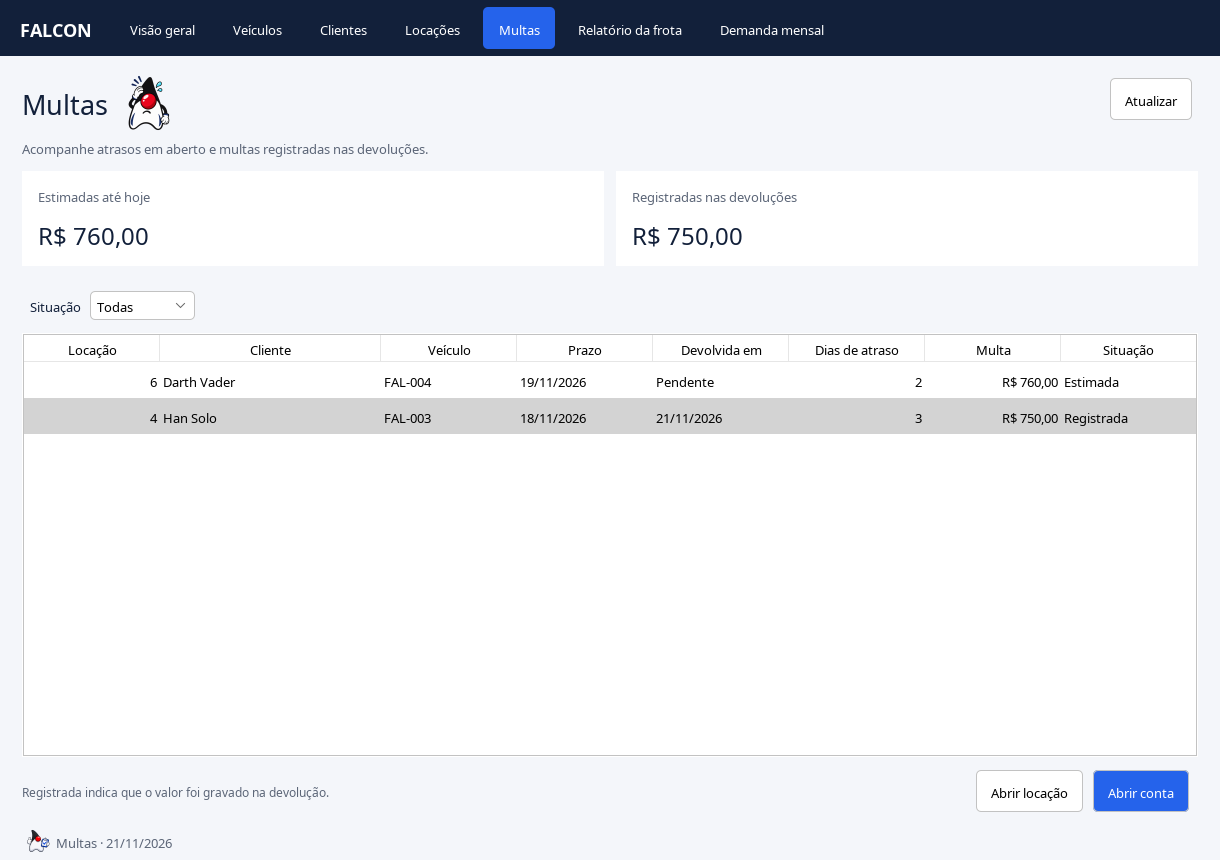 FALCON Visão geral Veículos Clientes Locações Multas Relatório da frota Demanda mensal
Multas Atualizar
Acompanhe atrasos em aberto e multas registradas nas devoluções.
Estimadas até hoje Registradas nas devoluções
R$ 760,00 R$ 750,00
Situação Todas
Locação Cliente Veículo Prazo Devolvida em Dias de atraso Multa Situação
6 Darth Vader FAL-004 19/11/2026 Pendente 2 R$ 760,00 Estimada
4 Han Solo FAL-003 18/11/2026 21/11/2026 3 R$ 750,00 Registrada
Registrada indica que o valor foi gravado na devolução. Abrir locação Abrir conta
Multas · 21/11/2026